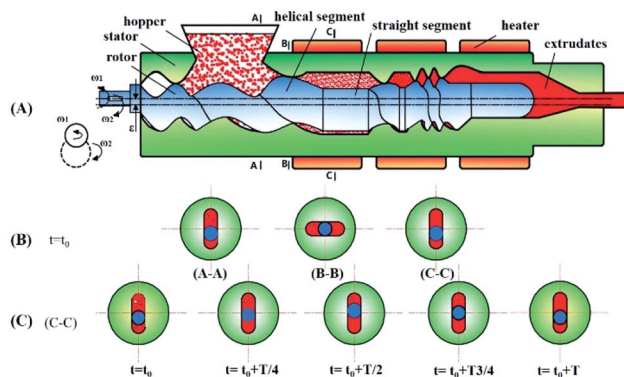 A
hopper
helical segment
C
stator
straight segment
heater
B
rotor
extrudates
ω1
(A)
ω2
ε
ω1
ω2
A
B
C
(B) t=t₀
(A-A) (B-B) (C-C)
(C) (C-C)
t=t₀ t= t₀+T/4 t= t₀+T/2 t= t₀+T3/4 t= t₀+T